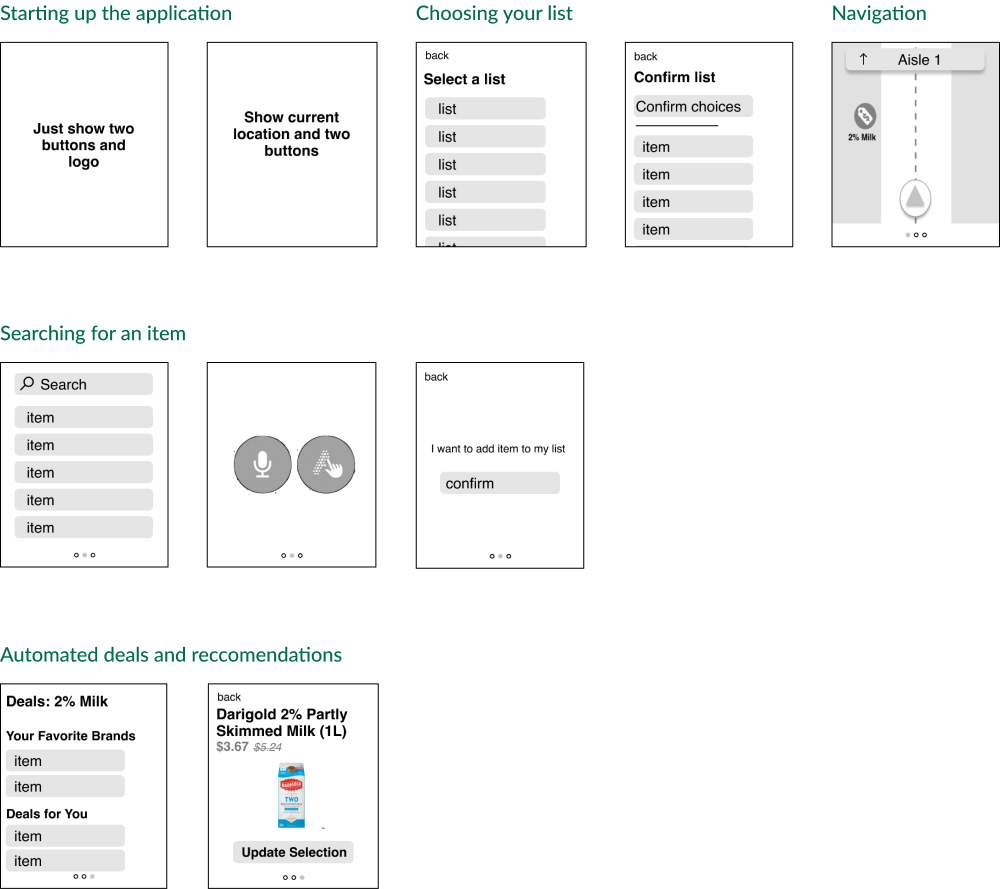 Starting up the application
Just show two
buttons and
logo
Show current
location and two
buttons
Choosing your list
back
Select a list
list
list
list
list
list
list
back
Confirm list
Confirm choices
item
item
item
item
Navigation
↑ Aisle 1
2% Milk
Searching for an item
Search
item
item
item
item
item
back
I want to add item to my list
confirm
Automated deals and reccomendations
Deals: 2% Milk
Your Favorite Brands
item
item
Deals for You
item
item
back
Darigold 2% Partly
Skimmed Milk (1L)
$3.67 $5.24
DARIGOLD
TWO
Update Selection